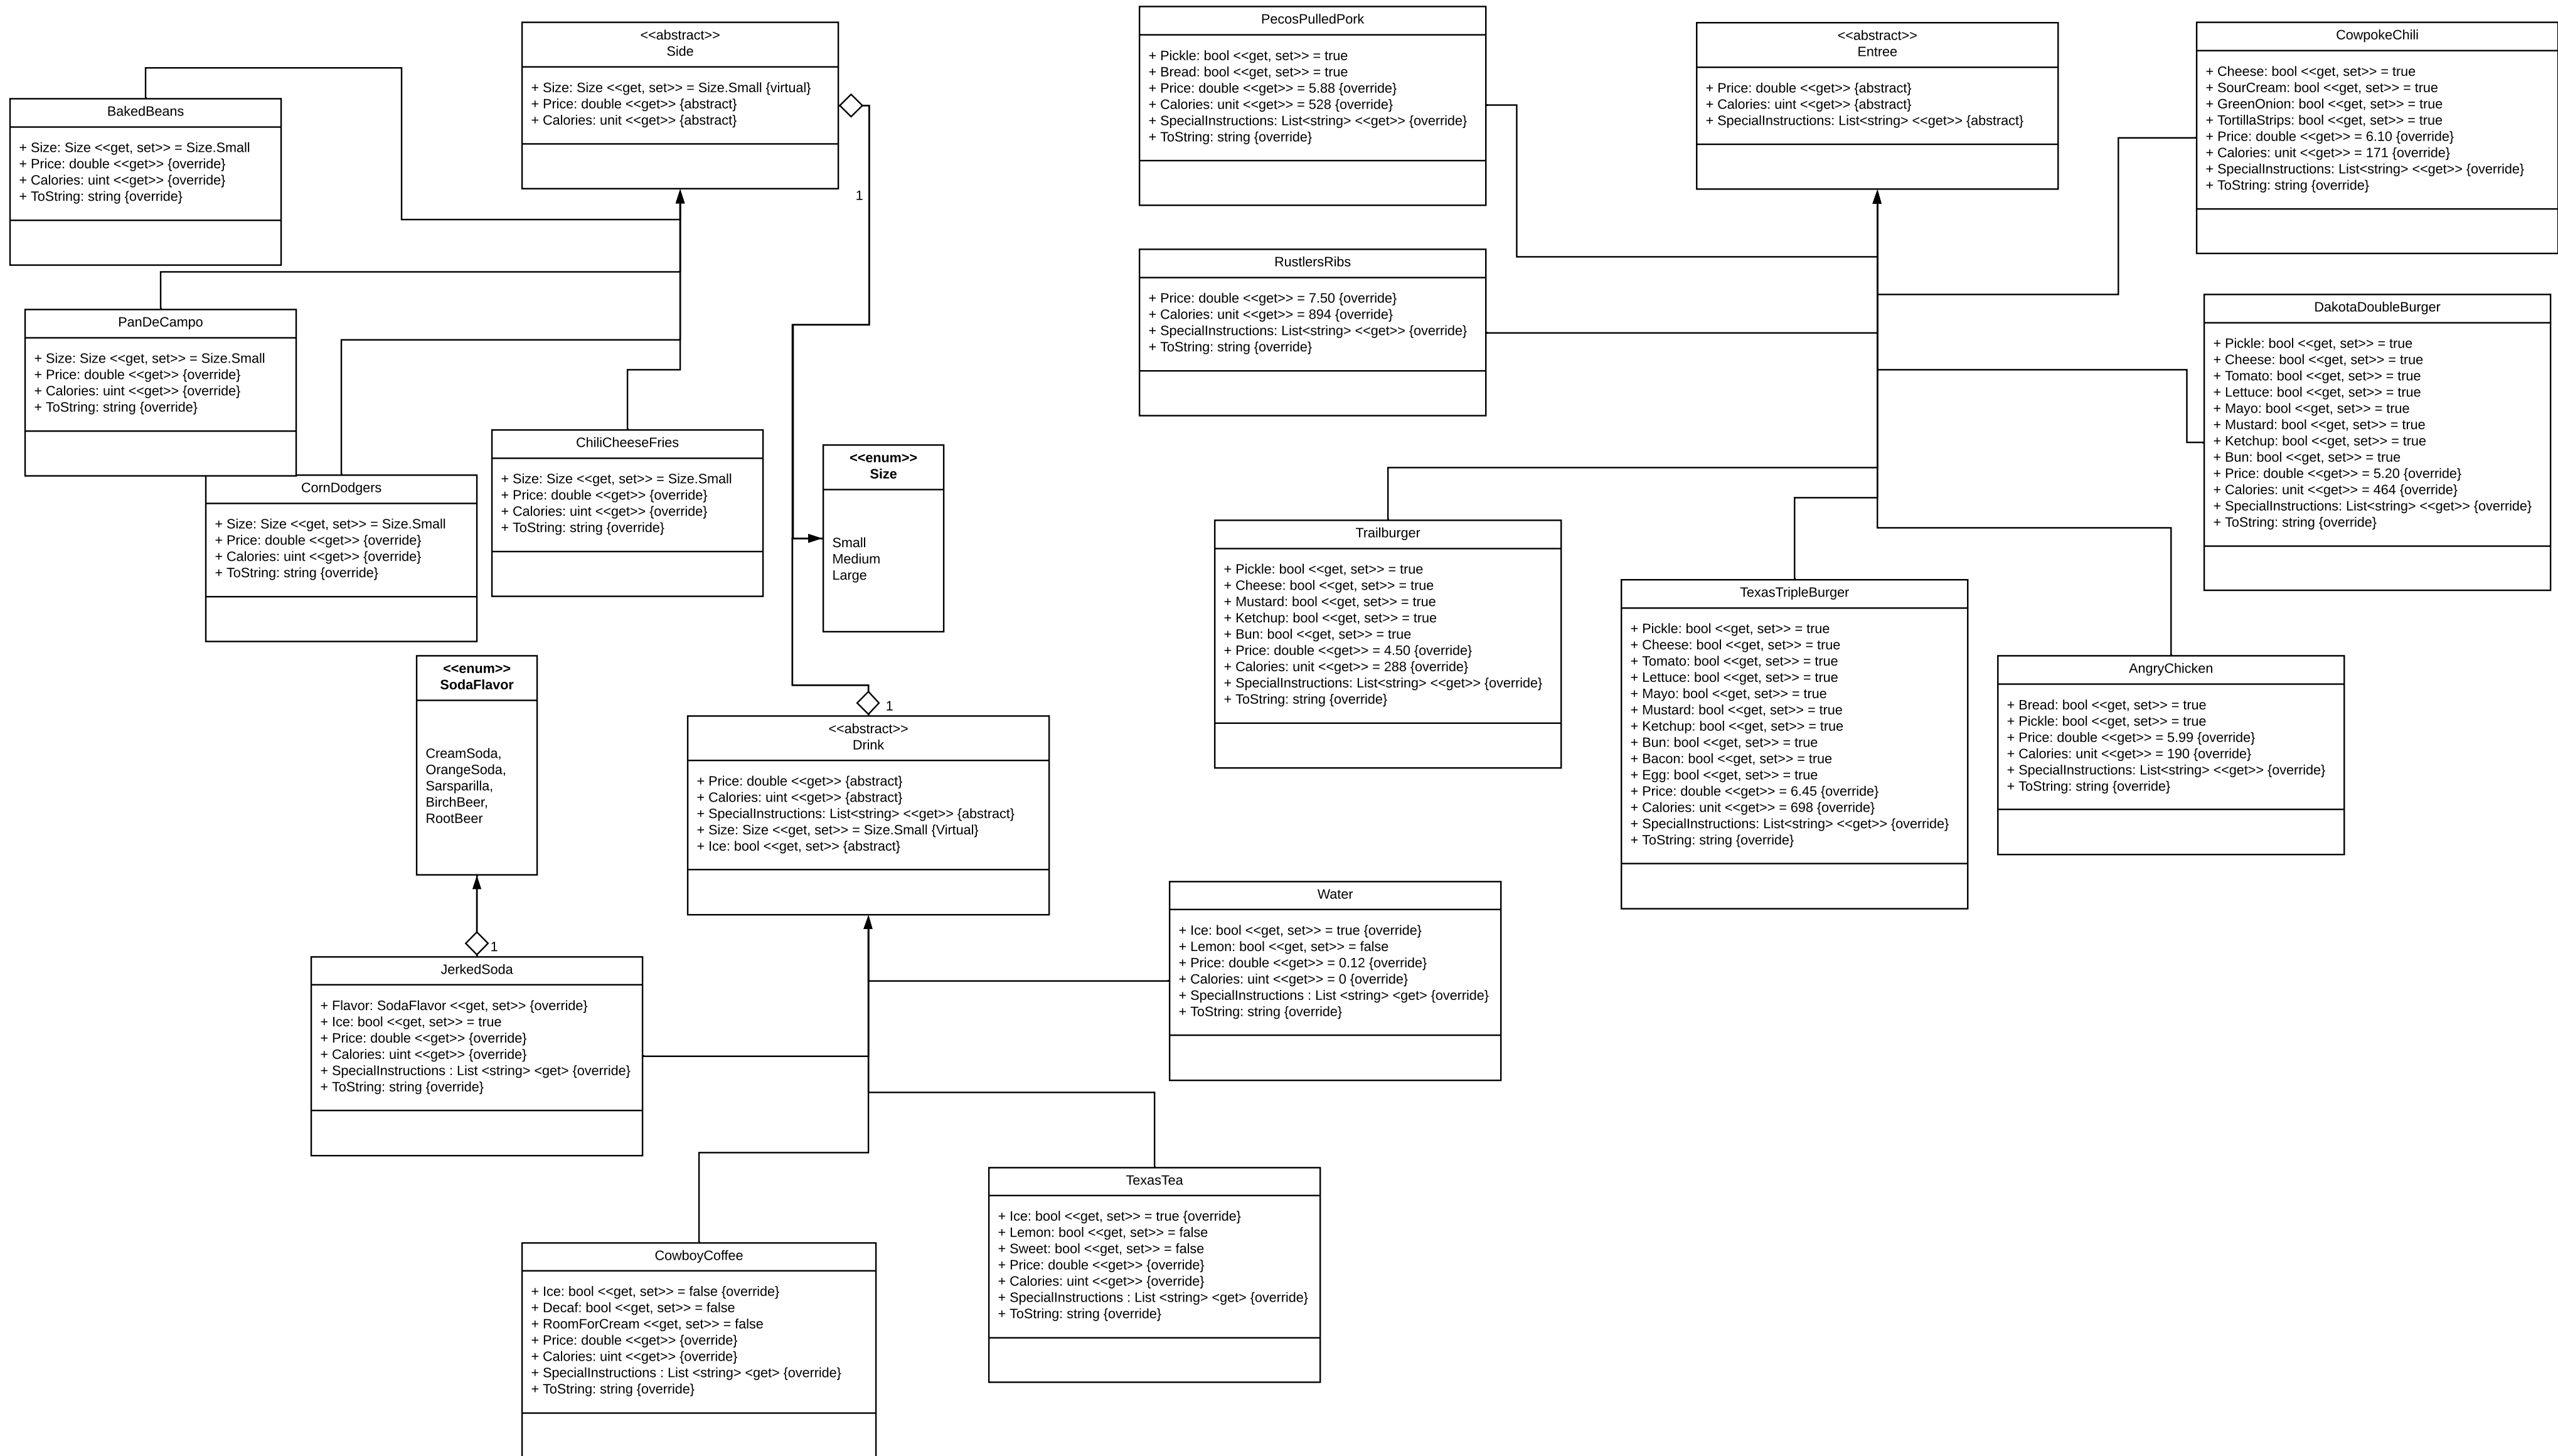 <<abstract>>
Side
+ Size: Size <<get, set>> = Size.Small {virtual}
+ Price: double <<get>> {abstract}
+ Calories: unit <<get>> {abstract}
1
BakedBeans
+ Size: Size <<get, set>> = Size.Small
+ Price: double <<get>> {override}
+ Calories: uint <<get>> {override}
+ ToString: string {override}
PanDeCampo
+ Size: Size <<get, set>> = Size.Small
+ Price: double <<get>> {override}
+ Calories: uint <<get>> {override}
+ ToString: string {override}
CornDodgers
+ Size: Size <<get, set>> = Size.Small
+ Price: double <<get>> {override}
+ Calories: uint <<get>> {override}
+ ToString: string {override}
ChiliCheeseFries
+ Size: Size <<get, set>> = Size.Small
+ Price: double <<get>> {override}
+ Calories: uint <<get>> {override}
+ ToString: string {override}
<<enum>>
Size
Small
Medium
Large
<<enum>>
SodaFlavor
CreamSoda,
OrangeSoda,
Sarsparilla,
BirchBeer,
RootBeer
1
<<abstract>>
Drink
+ Price: double <<get>> {abstract}
+ Calories: uint <<get>> {abstract}
+ SpecialInstructions: List<string> <<get>> {abstract}
+ Size: Size <<get, set>> = Size.Small {Virtual}
+ Ice: bool <<get, set>> {abstract}
1
JerkedSoda
+ Flavor: SodaFlavor <<get, set>> {override}
+ Ice: bool <<get, set>> = true
+ Price: double <<get>> {override}
+ Calories: uint <<get>> {override}
+ SpecialInstructions : List <string> <get> {override}
+ ToString: string {override}
Water
+ Ice: bool <<get, set>> = true {override}
+ Lemon: bool <<get, set>> = false
+ Price: double <<get>> = 0.12 {override}
+ Calories: uint <<get>> = 0 {override}
+ SpecialInstructions : List <string> <get> {override}
+ ToString: string {override}
TexasTea
+ Ice: bool <<get, set>> = true {override}
+ Lemon: bool <<get, set>> = false
+ Sweet: bool <<get, set>> = false
+ Price: double <<get>> {override}
+ Calories: uint <<get>> {override}
+ SpecialInstructions : List <string> <get> {override}
+ ToString: string {override}
CowboyCoffee
+ Ice: bool <<get, set>> = false {override}
+ Decaf: bool <<get, set>> = false
+ RoomForCream <<get, set>> = false
+ Price: double <<get>> {override}
+ Calories: uint <<get>> {override}
+ SpecialInstructions : List <string> <get> {override}
+ ToString: string {override}
PecosPulledPork
+ Pickle: bool <<get, set>> = true
+ Bread: bool <<get, set>> = true
+ Price: double <<get>> = 5.88 {override}
+ Calories: unit <<get>> = 528 {override}
+ SpecialInstructions: List<string> <<get>> {override}
+ ToString: string {override}
<<abstract>>
Entree
+ Price: double <<get>> {abstract}
+ Calories: uint <<get>> {abstract}
+ SpecialInstructions: List<string> <<get>> {abstract}
CowpokeChili
+ Cheese: bool <<get, set>> = true
+ SourCream: bool <<get, set>> = true
+ GreenOnion: bool <<get, set>> = true
+ TortillaStrips: bool <<get, set>> = true
+ Price: double <<get>> = 6.10 {override}
+ Calories: unit <<get>> = 171 {override}
+ SpecialInstructions: List<string> <<get>> {override}
+ ToString: string {override}
RustlersRibs
+ Price: double <<get>> = 7.50 {override}
+ Calories: unit <<get>> = 894 {override}
+ SpecialInstructions: List<string> <<get>> {override}
+ ToString: string {override}
DakotaDoubleBurger
+ Pickle: bool <<get, set>> = true
+ Cheese: bool <<get, set>> = true
+ Tomato: bool <<get, set>> = true
+ Lettuce: bool <<get, set>> = true
+ Mayo: bool <<get, set>> = true
+ Mustard: bool <<get, set>> = true
+ Ketchup: bool <<get, set>> = true
+ Bun: bool <<get, set>> = true
+ Price: double <<get>> = 5.20 {override}
+ Calories: unit <<get>> = 464 {override}
+ SpecialInstructions: List<string> <<get>> {override}
+ ToString: string {override}
Trailburger
+ Pickle: bool <<get, set>> = true
+ Cheese: bool <<get, set>> = true
+ Mustard: bool <<get, set>> = true
+ Ketchup: bool <<get, set>> = true
+ Bun: bool <<get, set>> = true
+ Price: double <<get>> = 4.50 {override}
+ Calories: unit <<get>> = 288 {override}
+ SpecialInstructions: List<string> <<get>> {override}
+ ToString: string {override}
TexasTripleBurger
+ Pickle: bool <<get, set>> = true
+ Cheese: bool <<get, set>> = true
+ Tomato: bool <<get, set>> = true
+ Lettuce: bool <<get, set>> = true
+ Mayo: bool <<get, set>> = true
+ Mustard: bool <<get, set>> = true
+ Ketchup: bool <<get, set>> = true
+ Bun: bool <<get, set>> = true
+ Bacon: bool <<get, set>> = true
+ Egg: bool <<get, set>> = true
+ Price: double <<get>> = 6.45 {override}
+ Calories: unit <<get>> = 698 {override}
+ SpecialInstructions: List<string> <<get>> {override}
+ ToString: string {override}
AngryChicken
+ Bread: bool <<get, set>> = true
+ Pickle: bool <<get, set>> = true
+ Price: double <<get>> = 5.99 {override}
+ Calories: unit <<get>> = 190 {override}
+ SpecialInstructions: List<string> <<get>> {override}
+ ToString: string {override}